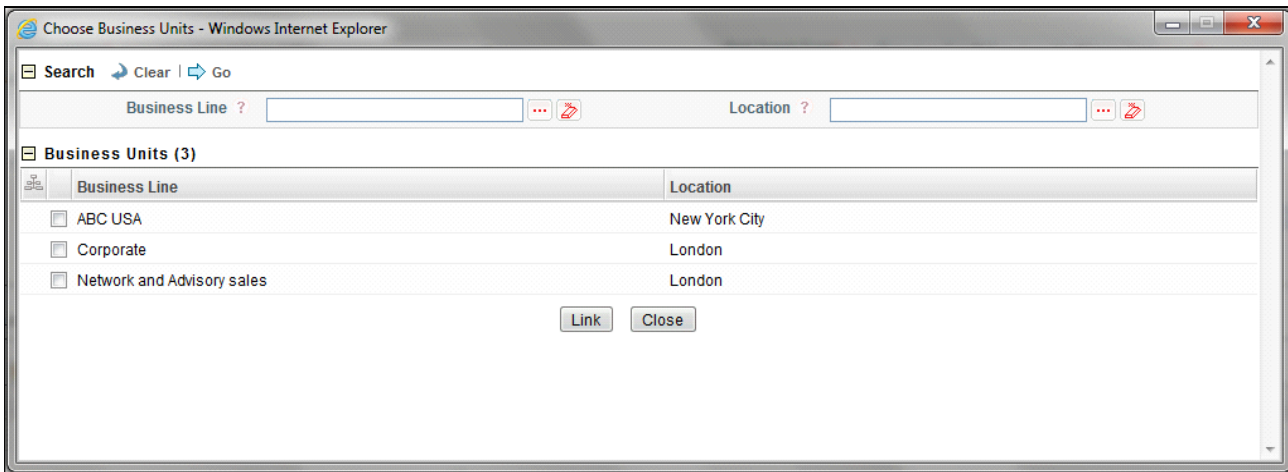 Choose Business Units - Windows Internet Explorer
Search Clear | Go
Business Line ? Location ?
Business Units (3)
Business Line Location
ABC USA New York City
Corporate London
Network and Advisory sales London
Link Close